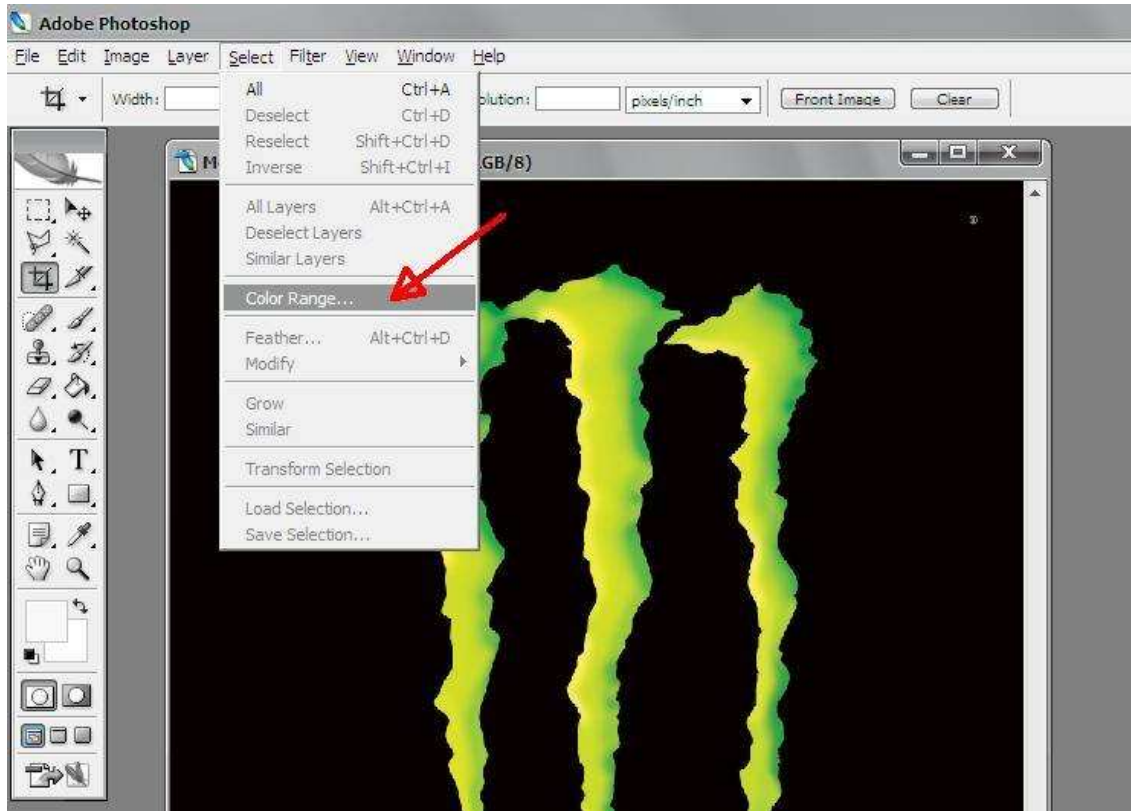 Adobe Photoshop
File Edit Image Layer Select Filter View Window Help
Width: olution: pixels/inch Front Image Clear
All Ctrl+A
Deselect Ctrl+D
Reselect Shift+Ctrl+D
Inverse Shift+Ctrl+I
GB/8)
All Layers Alt+Ctrl+A
Deselect Layers
Similar Layers
Color Range...
Feather... Alt+Ctrl+D
Modify
Grow
Similar
Transform Selection
Load Selection...
Save Selection...